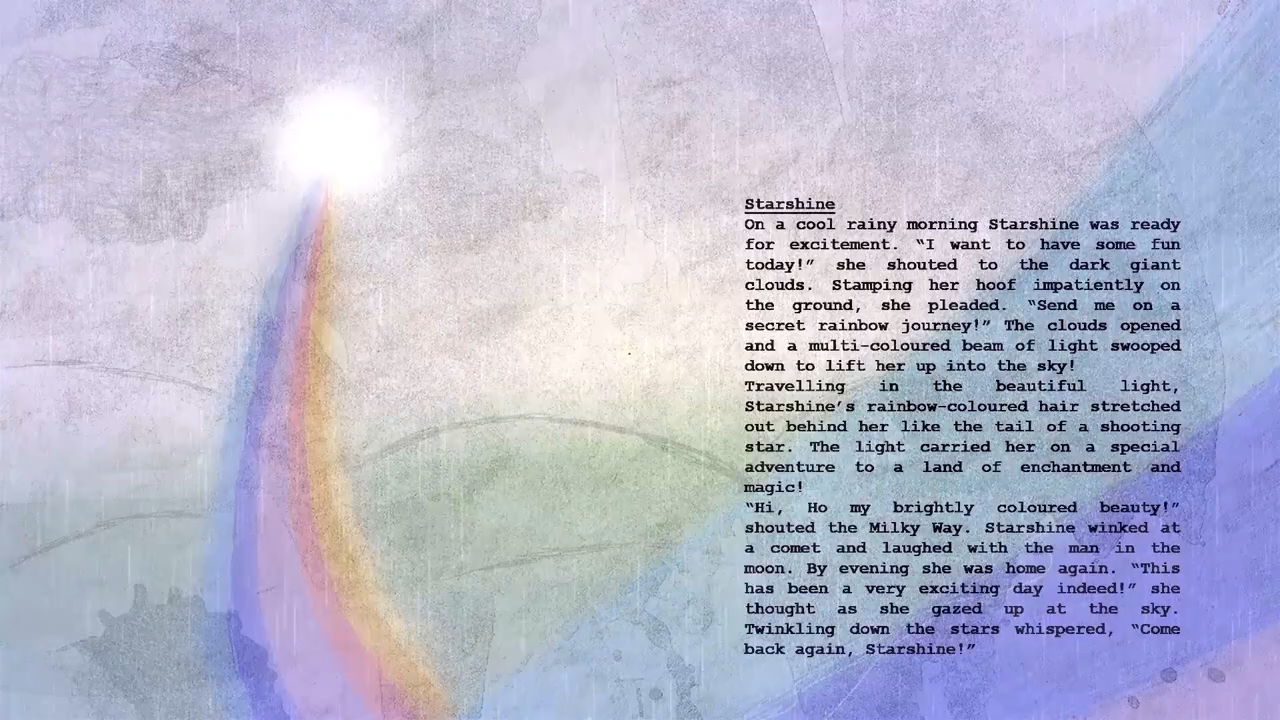 Starshine
On a cool rainy morning Starshine was ready
for excitement. “I want to have some fun
today!” she shouted to the dark giant
clouds. Stamping her hoof impatiently on
the ground, she pleaded. “Send me on a
secret rainbow journey!” The clouds opened
and a multi-coloured beam of light swooped
down to lift her up into the sky!
Travelling in the beautiful light,
Starshine’s rainbow-coloured hair stretched
out behind her like the tail of a shooting
star. The light carried her on a special
adventure to a land of enchantment and
magic!
“Hi, Ho my brightly coloured beauty!”
shouted the Milky Way. Starshine winked at
a comet and laughed with the man in the
moon. By evening she was home again. “This
has been a very exciting day indeed!” she
thought as she gazed up at the sky.
Twinkling down the stars whispered, “Come
back again, Starshine!”